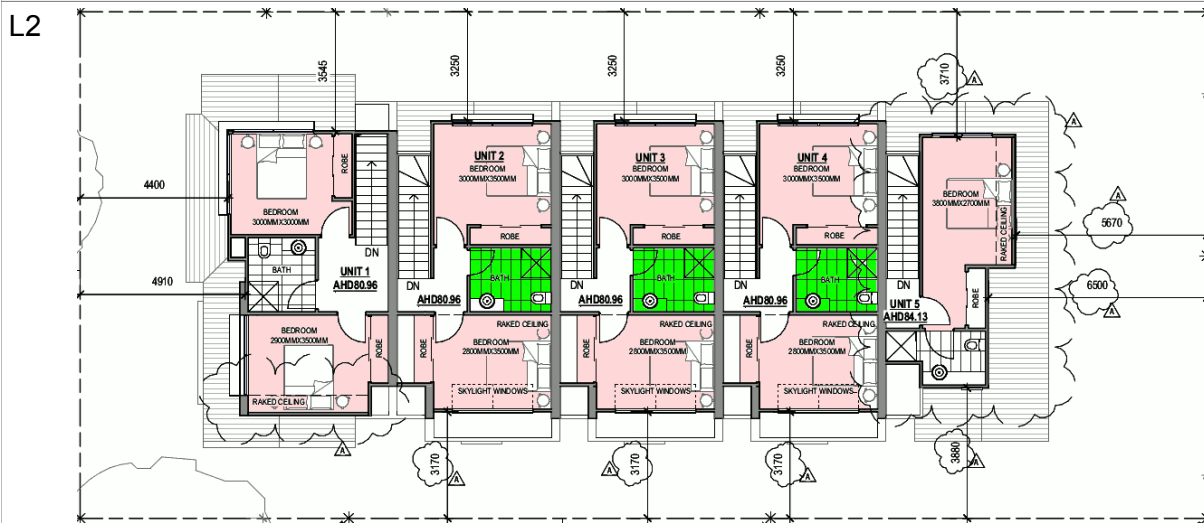 L2
3545
3250
3250
3250
3710
A
A
4400
BEDROOM
3000MMX3000MM
ROBE
DN
BATH
UNIT 1
AHD80.96
4910
BEDROOM
2900MMX3500MM
ROBE
RAKED CEILING
A
UNIT 2
BEDROOM
3000MMX3500MM
ROBE
DN
BATH
AHD80.96
ROBE
RAKED CEILING
BEDROOM
2800MMX3500MM
SKYLIGHT WINDOWS
3170
A
UNIT 3
BEDROOM
3000MMX3500MM
ROBE
DN
BATH
AHD80.96
ROBE
RAKED CEILING
BEDROOM
2800MMX3500MM
SKYLIGHT WINDOWS
A
3170
UNIT 4
BEDROOM
3000MMX3500MM
ROBE
DN
BATH
AHD80.96
ROBE
RAKED CEILING
BEDROOM
2800MMX3500MM
SKYLIGHT WINDOWS
3170
A
BEDROOM
3800MMX2700MM
RAKED CEILING
DN
UNIT 5
AHD84.13
ROBE
A
5670
6500
A
3880
A